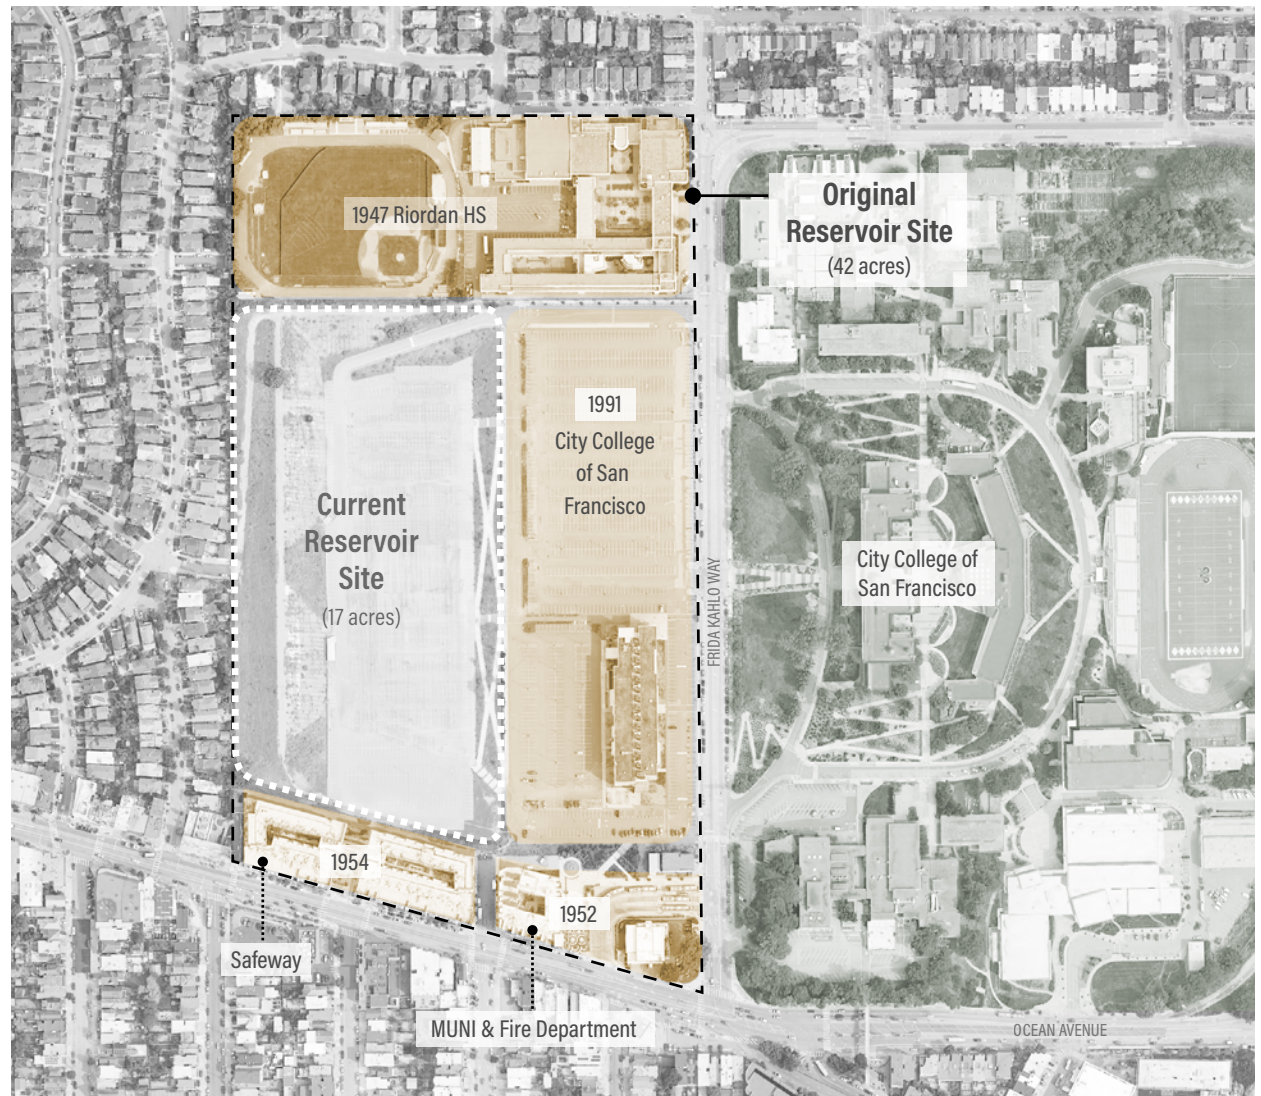 1947 Riordan HS
Original
Reservoir Site
(42 acres)
1991
City College
of San
Francisco
Current
Reservoir
Site
(17 acres)
FRIDA KAHLO WAY
City College of
San Francisco
1954
1952
Safeway
MUNI & Fire Department
OCEAN AVENUE